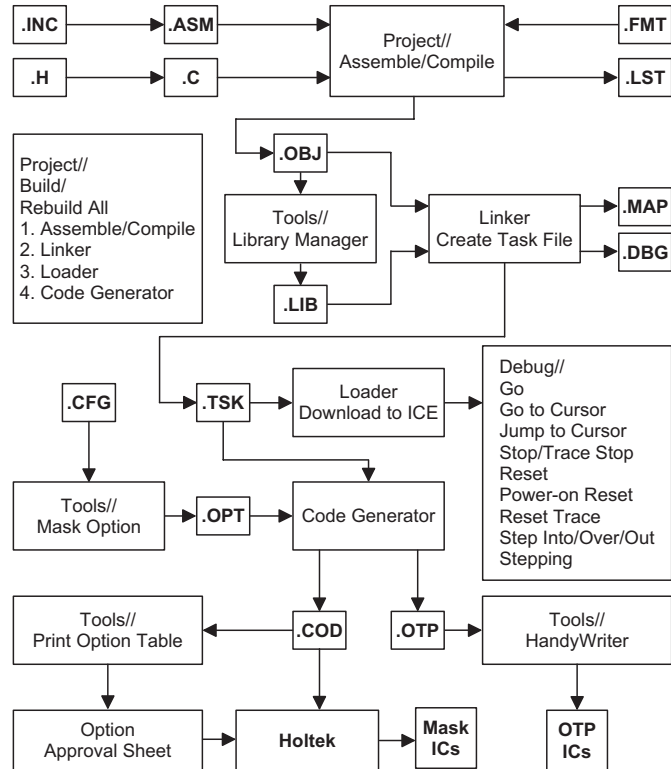 .INC
.ASM
Project//
Assemble/Compile
.FMT
.H
.C
.LST
.OBJ
Project//
Build/
Rebuild All
1. Assemble/Compile
2. Linker
3. Loader
4. Code Generator
Tools//
Library Manager
Linker
Create Task File
.MAP
.DBG
.LIB
.CFG
.TSK
Loader
Download to ICE
Debug//
Go
Go to Cursor
Jump to Cursor
Stop/Trace Stop
Reset
Power-on Reset
Reset Trace
Step Into/Over/Out
Stepping
Tools//
Mask Option
.OPT
Code Generator
Tools//
Print Option Table
.COD
.OTP
Tools//
HandyWriter
Option
Approval Sheet
Holtek
Mask
ICs
OTP
ICs